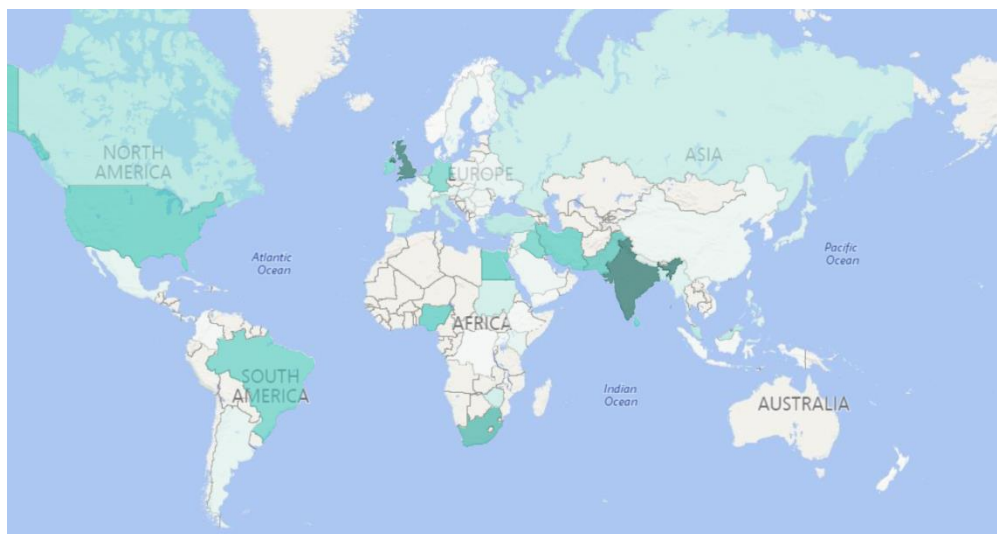 NORTH
AMERICA
EUROPE
ASIA
Atlantic
Ocean
Pacific
Ocean
AFRICA
SOUTH
AMERICA
Indian
Ocean
AUSTRALIA